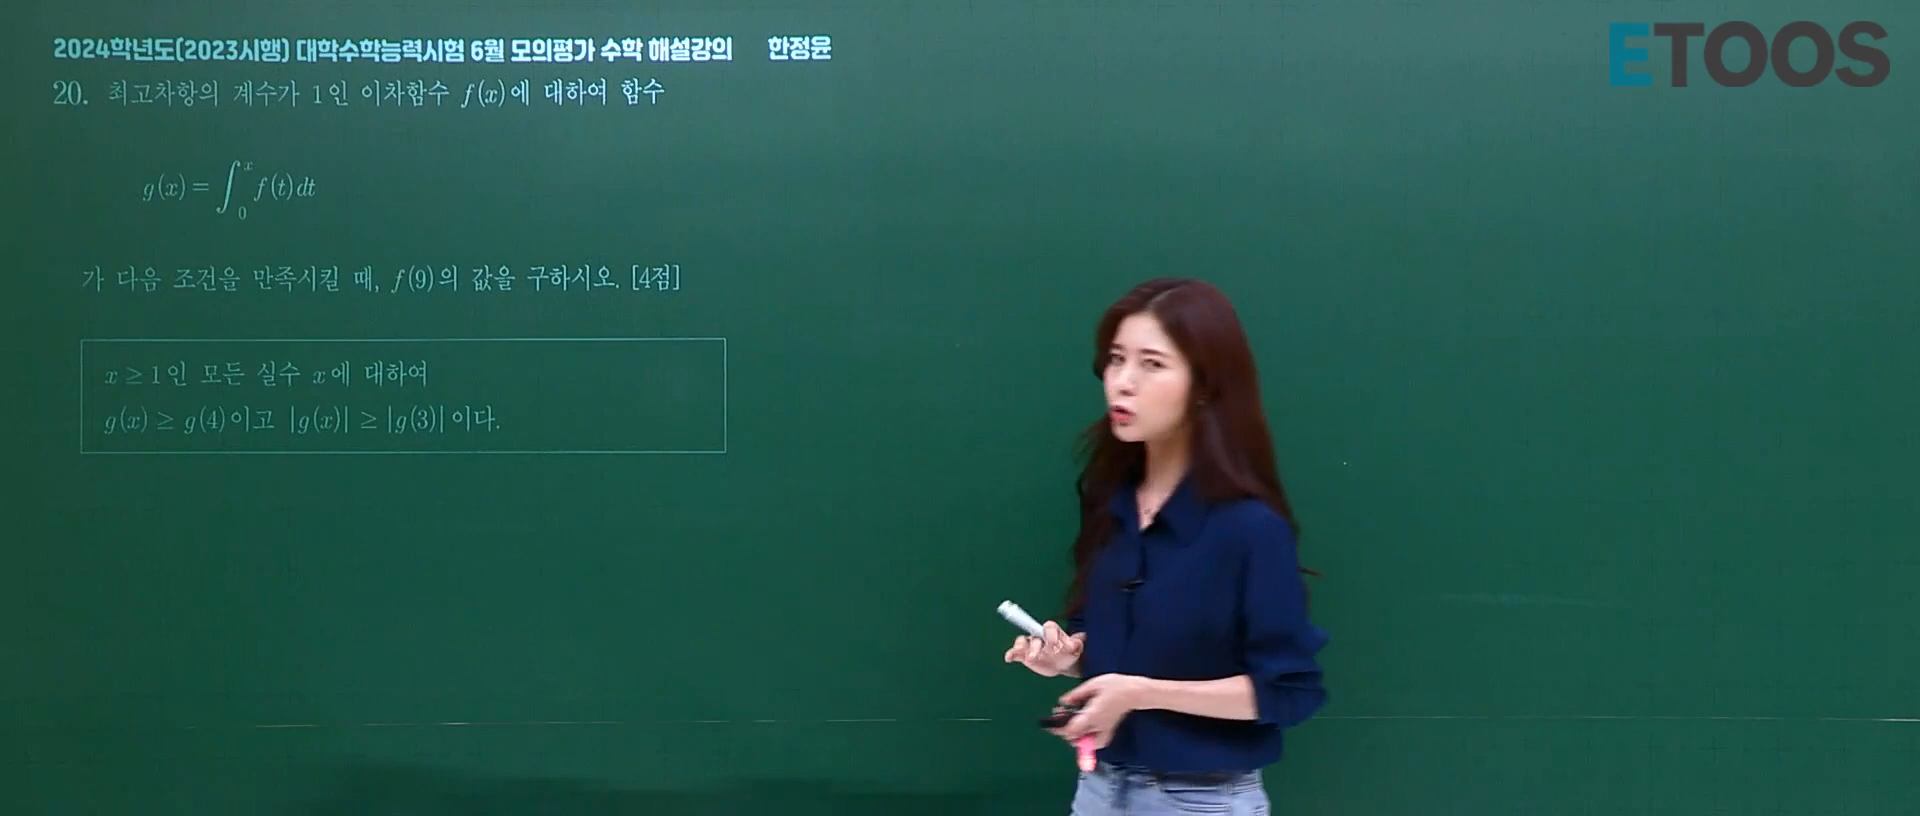 2024학년도(2023시행) 대학수학능력시험 6월 모의평가 수학 해설강의 한정윤
ETOOS
20. 최고차항의 계수가 1인 이차함수 f(x)에 대하여 함수
g(x) = ∫₀ˣ f(t)dt
가 다음 조건을 만족시킬 때, f(9)의 값을 구하시오. [4점]
x ≥ 1인 모든 실수 x에 대하여
g(x) ≥ g(4)이고 |g(x)| ≥ |g(3)|이다.